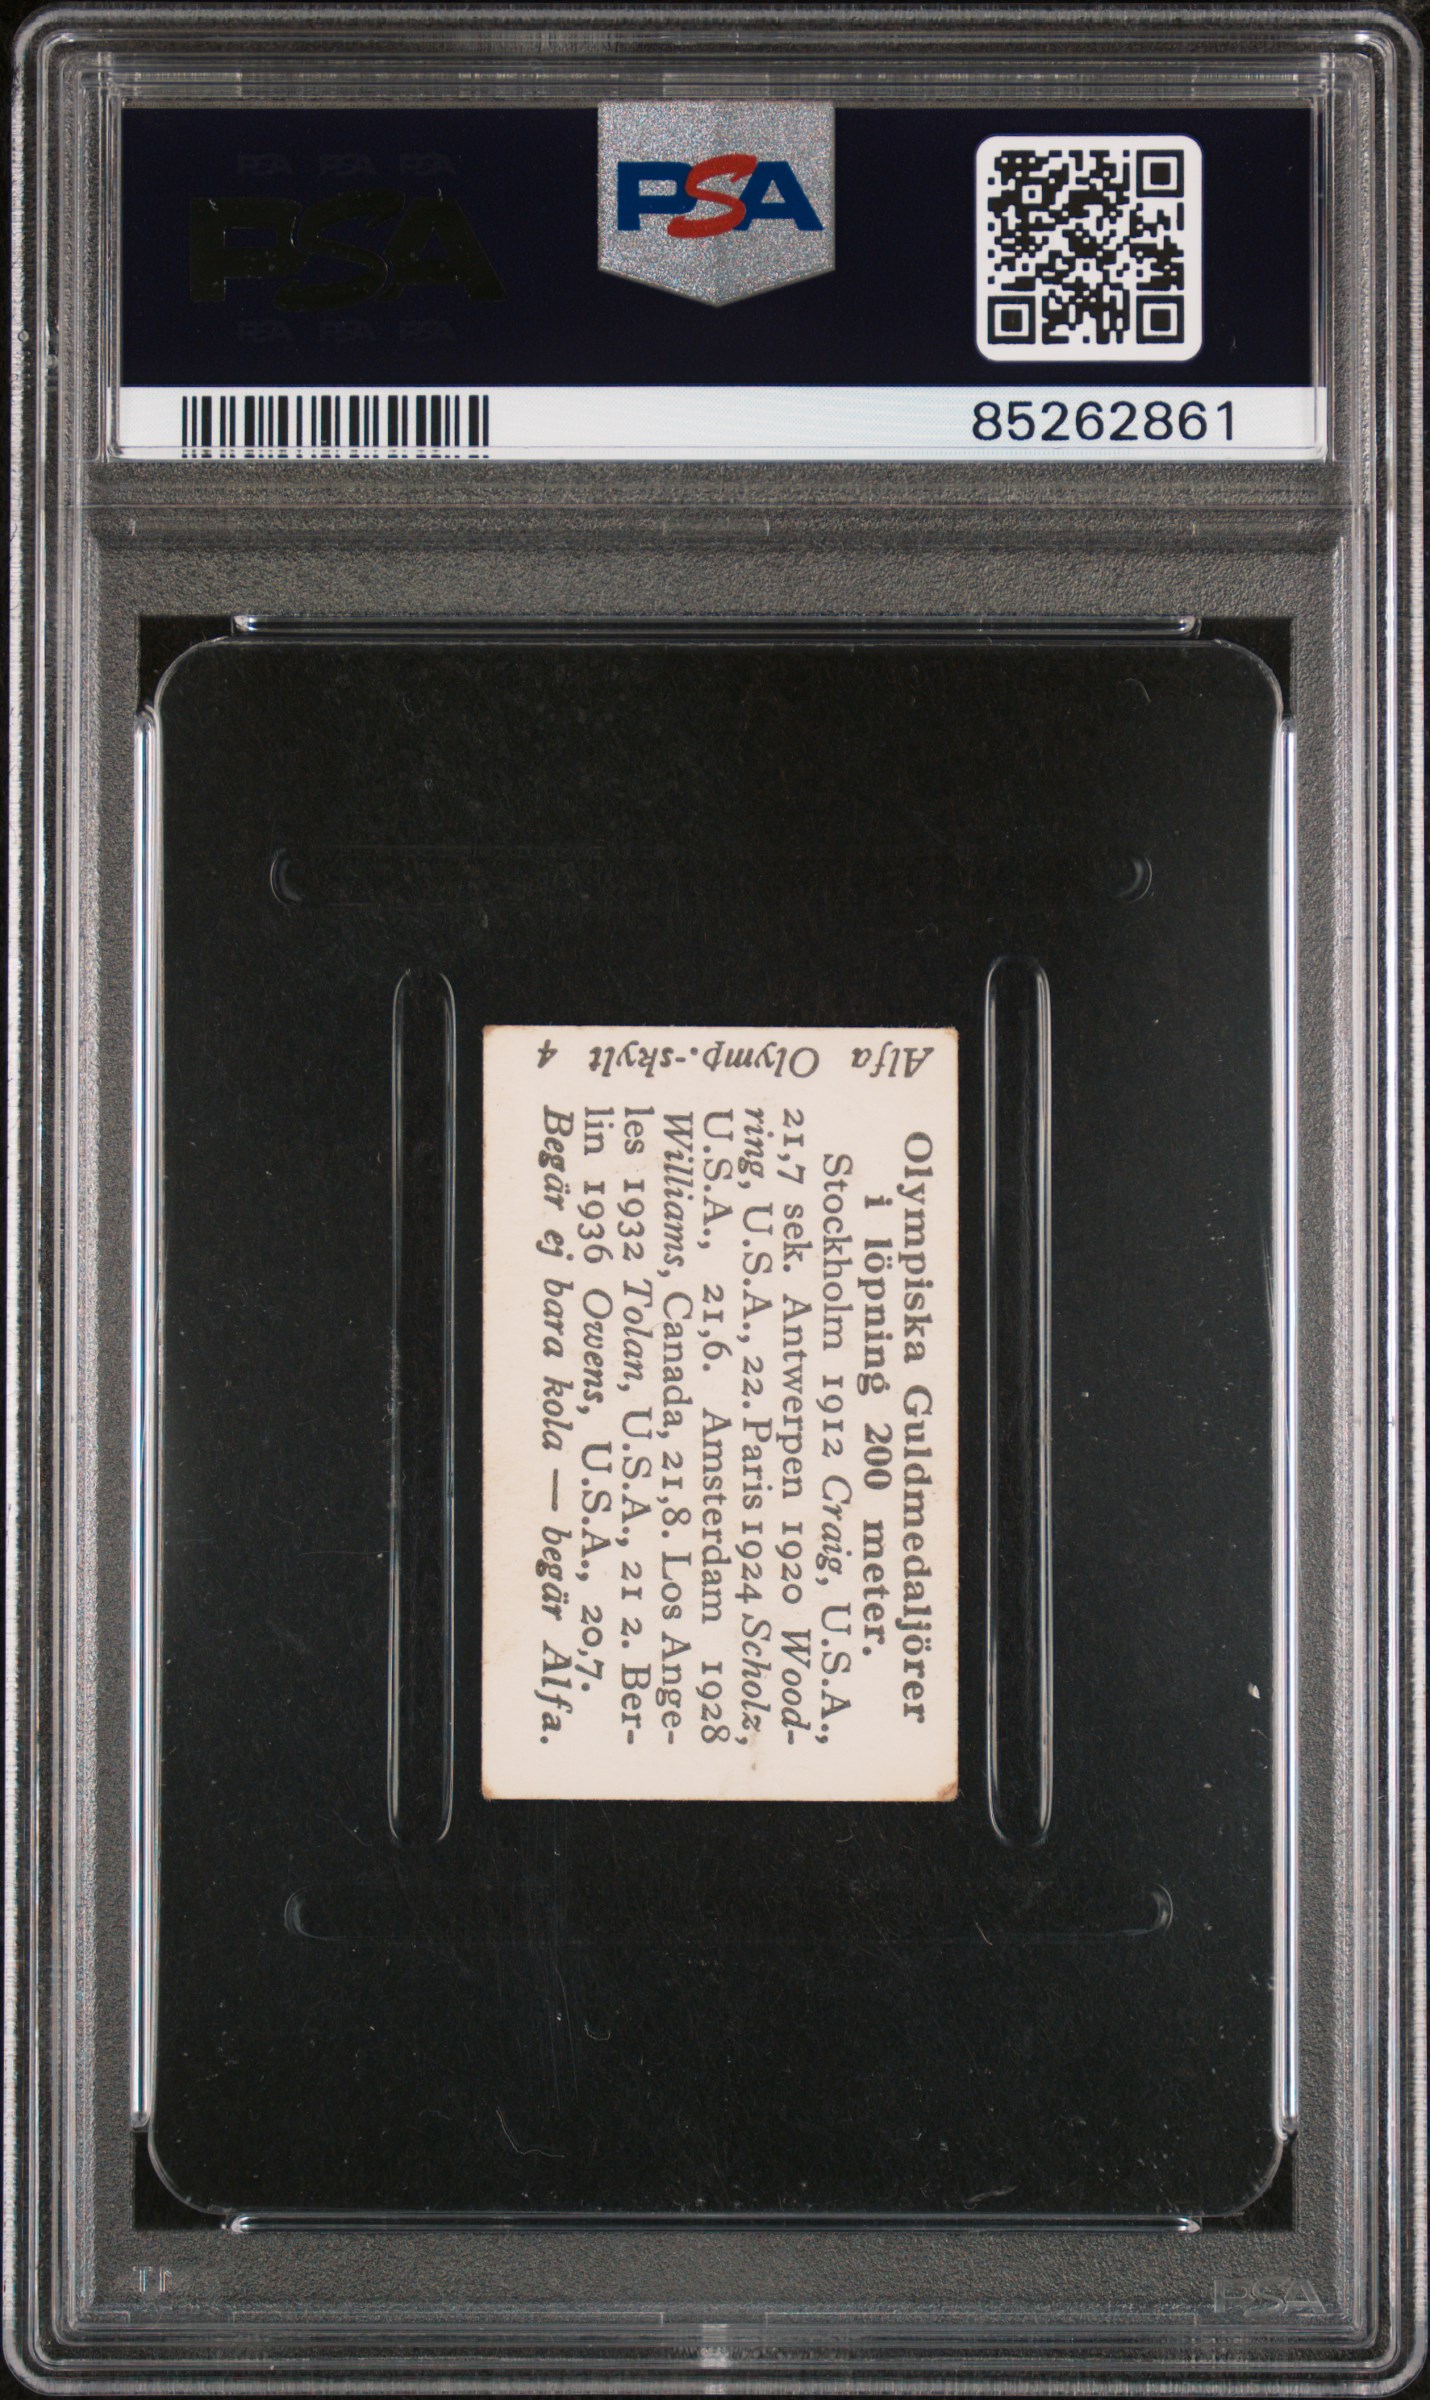 PSA
85262861
Alfa Olymp.-skylt 4
Olympiska Guldmedaljörer
i löpning 200 meter.
Stockholm 1912 Craig, U.S.A.,
21,7 sek. Antwerpen 1920 Wood-
ring, U.S.A., 22. Paris 1924 Scholz,
U.S.A., 21,6. Amsterdam 1928
Williams, Canada, 21,8. Los Ange-
les 1932 Tolan, U.S.A., 21 2. Ber-
lin 1936 Owens, U.S.A., 20,7.
Begär ej bara kola — begär Alfa.
PSA